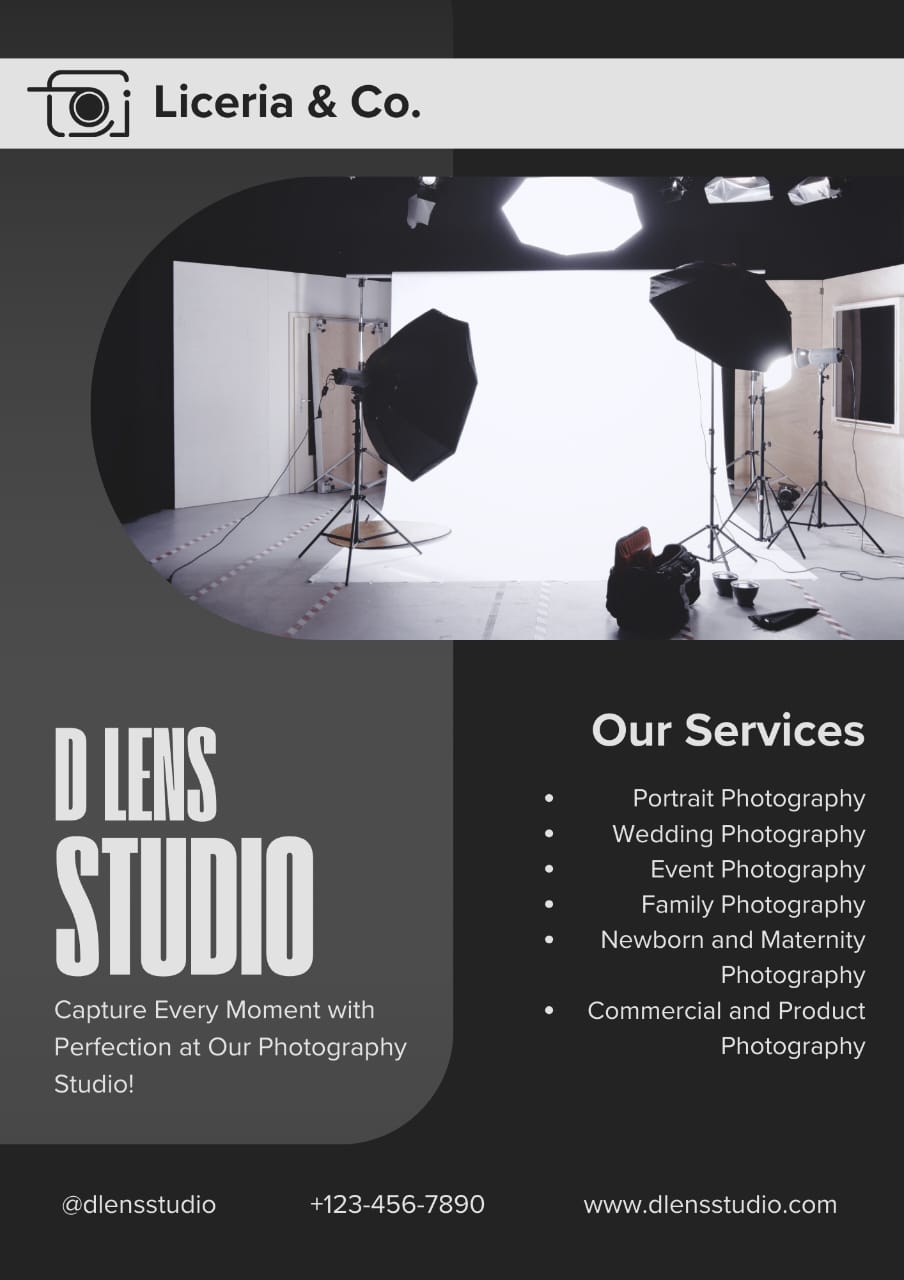 Liceria & Co.
D LENS
STUDIO
Capture Every Moment with
Perfection at Our Photography
Studio!
Our Services
• Portrait Photography
• Wedding Photography
• Event Photography
• Family Photography
• Newborn and Maternity
Photography
• Commercial and Product
Photography
@dlensstudio
+123-456-7890
www.dlensstudio.com